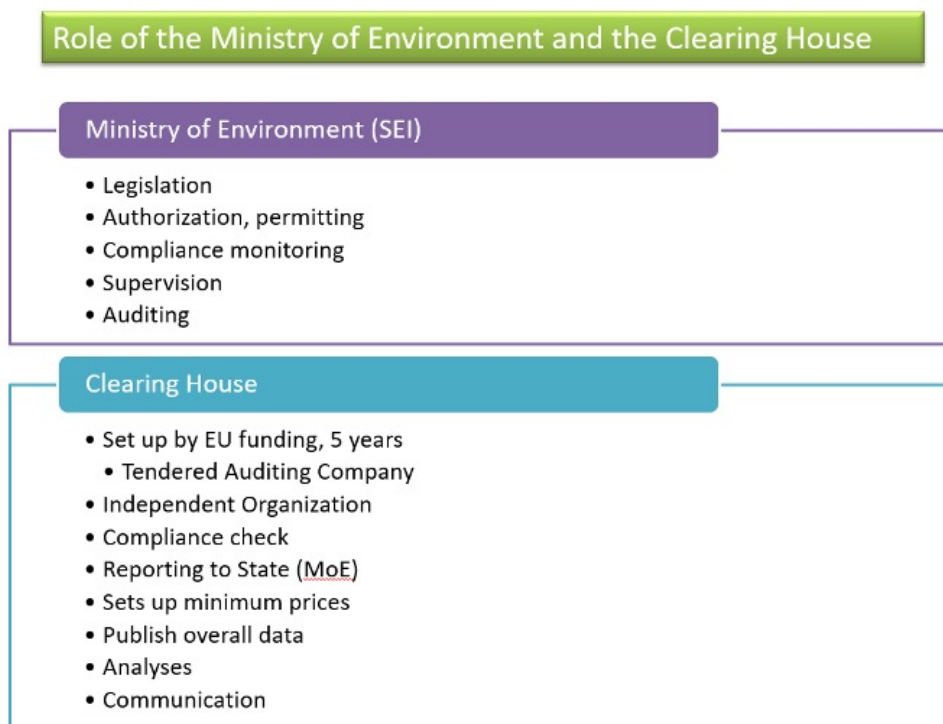 Role of the Ministry of Environment and the Clearing House
Ministry of Environment (SEI)
• Legislation
• Authorization, permitting
• Compliance monitoring
• Supervision
• Auditing
Clearing House
• Set up by EU funding, 5 years
• Tendered Auditing Company
• Independent Organization
• Compliance check
• Reporting to State (MoE)
• Sets up minimum prices
• Publish overall data
• Analyses
• Communication